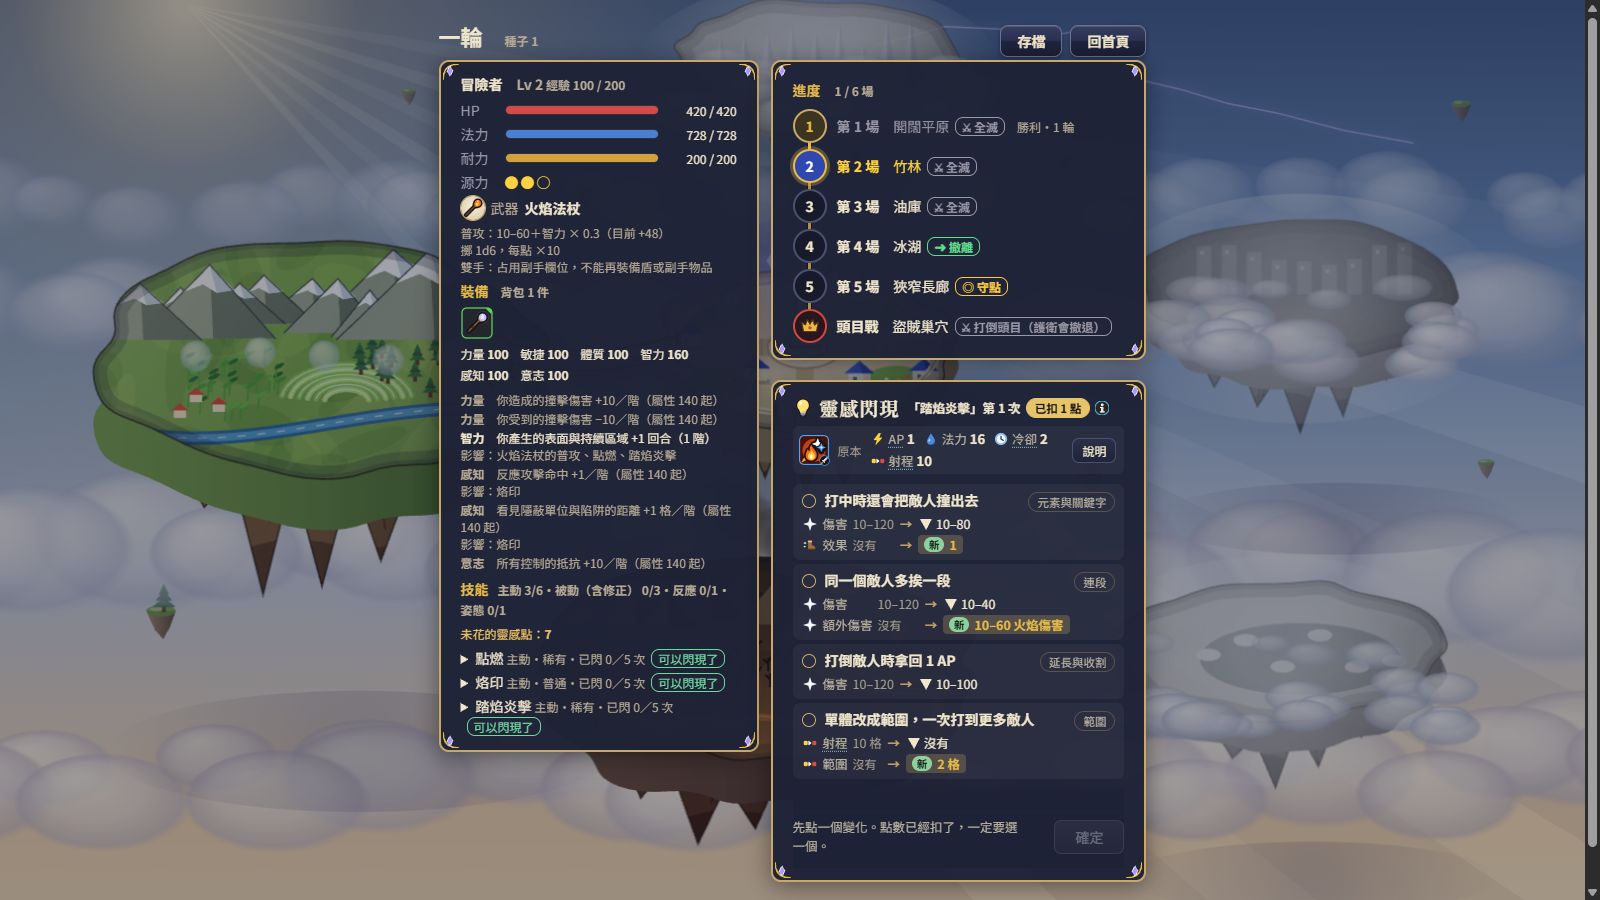 一輪 種子 1
存檔 回首頁
冒險者 Lv 2 經驗 100 / 200
HP 420 / 420
法力 728 / 728
耐力 200 / 200
源力
武器 火焰法杖
普攻：10–60＋智力 × 0.3（目前 +48）
擲 1d6，每點 ×10
雙手：占用副手欄位，不能再裝備盾或副手物品
裝備 背包 1 件
力量 100 敏捷 100 體質 100 智力 160
感知 100 意志 100
力量 你造成的撞擊傷害 +10／階（屬性 140 起）
力量 你受到的撞擊傷害 −10／階（屬性 140 起）
智力 你產生的表面與持續區域 +1 回合（1 階）
影響：火焰法杖的普攻、點燃、踏焰炎擊
感知 反應攻擊命中 +1／階（屬性 140 起）
影響：烙印
感知 看見隱蔽單位與陷阱的距離 +1 格／階（屬性
140 起）
影響：烙印
意志 所有控制的抵抗 +10／階（屬性 140 起）
技能 主動 3/6・被動（含修正） 0/3・反應 0/1・
姿態 0/1
未花的靈感點：7
點燃 主動・稀有・已閃 0／5 次 可以閃現了
烙印 主動・普通・已閃 0／5 次 可以閃現了
踏焰炎擊 主動・稀有・已閃 0／5 次
可以閃現了
進度 1 / 6 場
1 第 1 場 開闊平原 全滅 勝利・1 輪
2 第 2 場 竹林 全滅
3 第 3 場 油庫 全滅
4 第 4 場 冰湖 撤離
5 第 5 場 狹窄長廊 守點
頭目戰 盜賊巢穴 打倒頭目（護衛會撤退）
靈感閃現 「踏焰炎擊」第 1 次 已扣 1 點
原本 AP 1 法力 16 冷卻 2
射程 10
說明
打中時還會把敵人撞出去 元素與關鍵字
傷害 10–120 → ▼ 10–80
效果 沒有 → 新 1
同一個敵人多挨一段 連段
傷害 10–120 → ▼ 10–40
額外傷害 沒有 → 新 10–60 火焰傷害
打倒敵人時拿回 1 AP 延長與收割
傷害 10–120 → ▼ 10–100
單體改成範圍，一次打到更多敵人 範圍
射程 10 格 → ▼ 沒有
範圍 沒有 → 新 2 格
先點一個變化。點數已經扣了，一定要選
一個。
確定